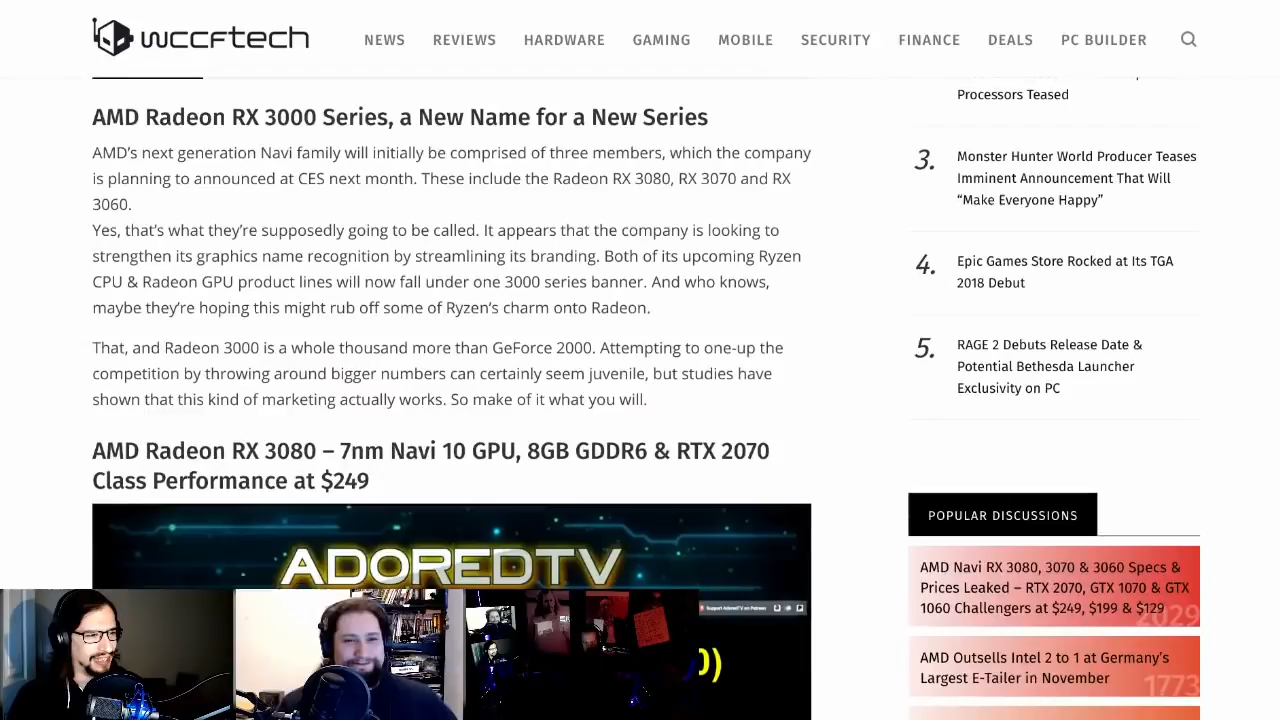 wccftech
NEWS REVIEWS HARDWARE GAMING MOBILE SECURITY FINANCE DEALS PC BUILDER
AMD Radeon RX 3000 Series, a New Name for a New Series
AMD's next generation Navi family will initially be comprised of three members, which the company
is planning to announced at CES next month. These include the Radeon RX 3080, RX 3070 and RX
3060.
Yes, that's what they're supposedly going to be called. It appears that the company is looking to
strengthen its graphics name recognition by streamlining its branding. Both of its upcoming Ryzen
CPU & Radeon GPU product lines will now fall under one 3000 series banner. And who knows,
maybe they're hoping this might rub off some of Ryzen's charm onto Radeon.
That, and Radeon 3000 is a whole thousand more than GeForce 2000. Attempting to one-up the
competition by throwing around bigger numbers can certainly seem juvenile, but studies have
shown that this kind of marketing actually works. So make of it what you will.
AMD Radeon RX 3080 – 7nm Navi 10 GPU, 8GB GDDR6 & RTX 2070
Class Performance at $249
ADOREDTV
Support AdoredTV on Patreon
0)
Processors Teased
3.
Monster Hunter World Producer Teases
Imminent Announcement That Will
“Make Everyone Happy”
4.
Epic Games Store Rocked at Its TGA
2018 Debut
5.
RAGE 2 Debuts Release Date &
Potential Bethesda Launcher
Exclusivity on PC
POPULAR DISCUSSIONS
AMD Navi RX 3080, 3070 & 3060 Specs &
Prices Leaked – RTX 2070, GTX 1070 & GTX
1060 Challengers at $249, $199 & $129
2029
AMD Outsells Intel 2 to 1 at Germany's
Largest E-Tailer in November
1773